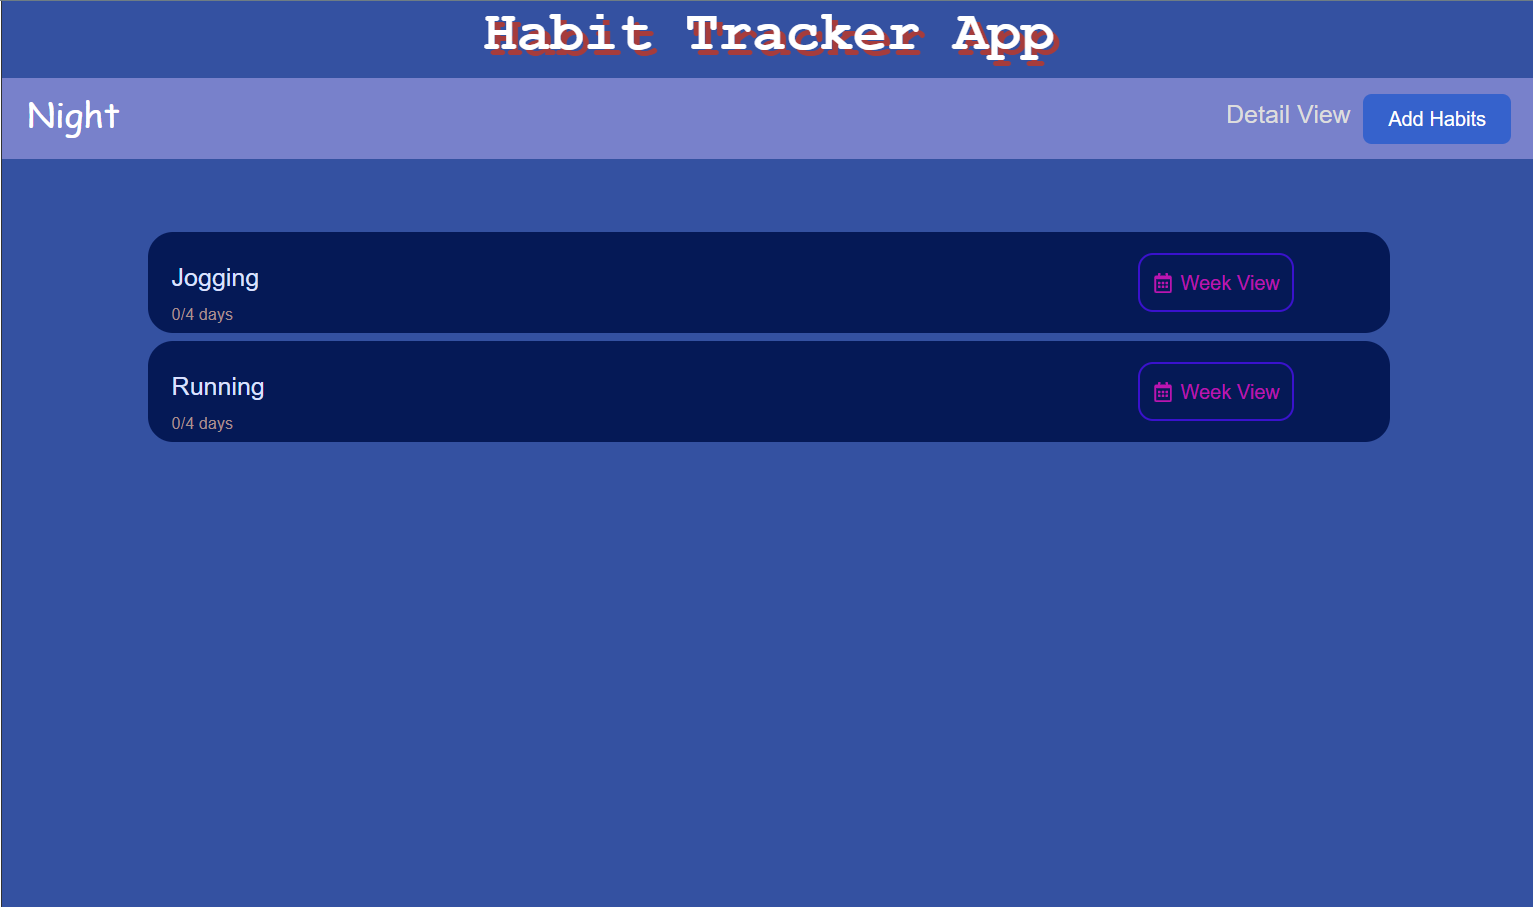 Habit Tracker App
Night
Detail View
Add Habits
Jogging
0/4 days
Week View
Running
0/4 days
Week View